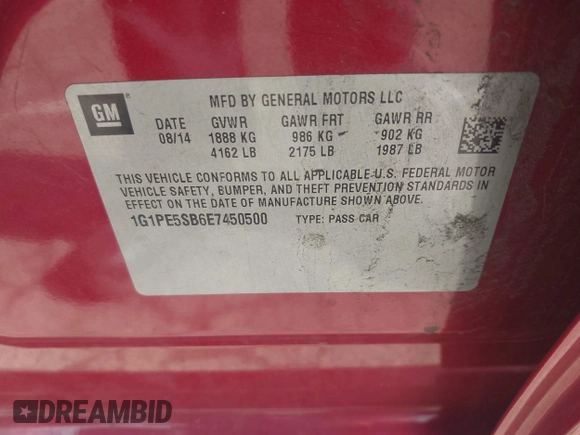 GM
MFD BY GENERAL MOTORS LLC
DATE GVWR GAWR FRT GAWR RR
08/14 1888 KG 986 KG 902 KG
4162 LB 2175 LB 1987 LB
THIS VEHICLE CONFORMS TO ALL APPLICABLE U.S. FEDERAL MOTOR
VEHICLE SAFETY, BUMPER, AND THEFT PREVENTION STANDARDS IN
EFFECT ON THE DATE OF MANUFACTURE SHOWN ABOVE.
1G1PE5SB6E7450500 TYPE: PASS CAR
DREAMBID